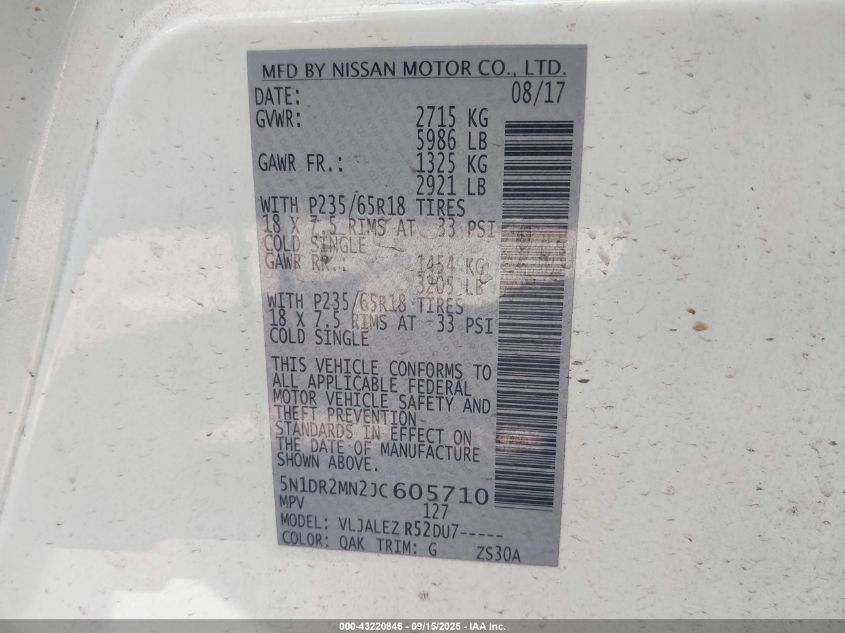 MFD BY NISSAN MOTOR CO., LTD.
DATE: 08/17
GVWR: 2715 KG
5986 LB
GAWR FR.: 1325 KG
2921 LB
WITH P235/65R18 TIRES
18 X 7.5 RIMS AT 33 PSI
COLD SINGLE
GAWR RR.: 1454 KG
3205 LB
WITH P235/65R18 TIRES
18 X 7.5 RIMS AT 33 PSI
COLD SINGLE
THIS VEHICLE CONFORMS TO
ALL APPLICABLE FEDERAL
MOTOR VEHICLE SAFETY AND
THEFT PREVENTION
STANDARDS IN EFFECT ON
THE DATE OF MANUFACTURE
SHOWN ABOVE.
5N1DR2MN2JC605710
MPV 127
MODEL: VLJALEZ R52DU7-----
COLOR: QAK TRIM: G ZS30A
000-43220846 - 09/15/2025 - IAA Inc.